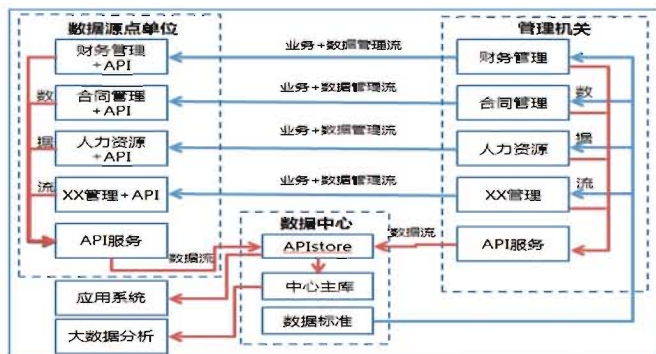 数据源点单位
管理机关
财务管理
+API
业务+数据管理流
财务管理
数
合同管理
+API
业务+数据管理流
合同管理
数
据
人力资源
+API
业务+数据管理流
人力资源
据
流
XX管理+API
业务+数据管理流
XX管理
流
数据中心
API服务
数据流
APIstore
数据流
API服务
应用系统
中心主库
大数据分析
数据标准